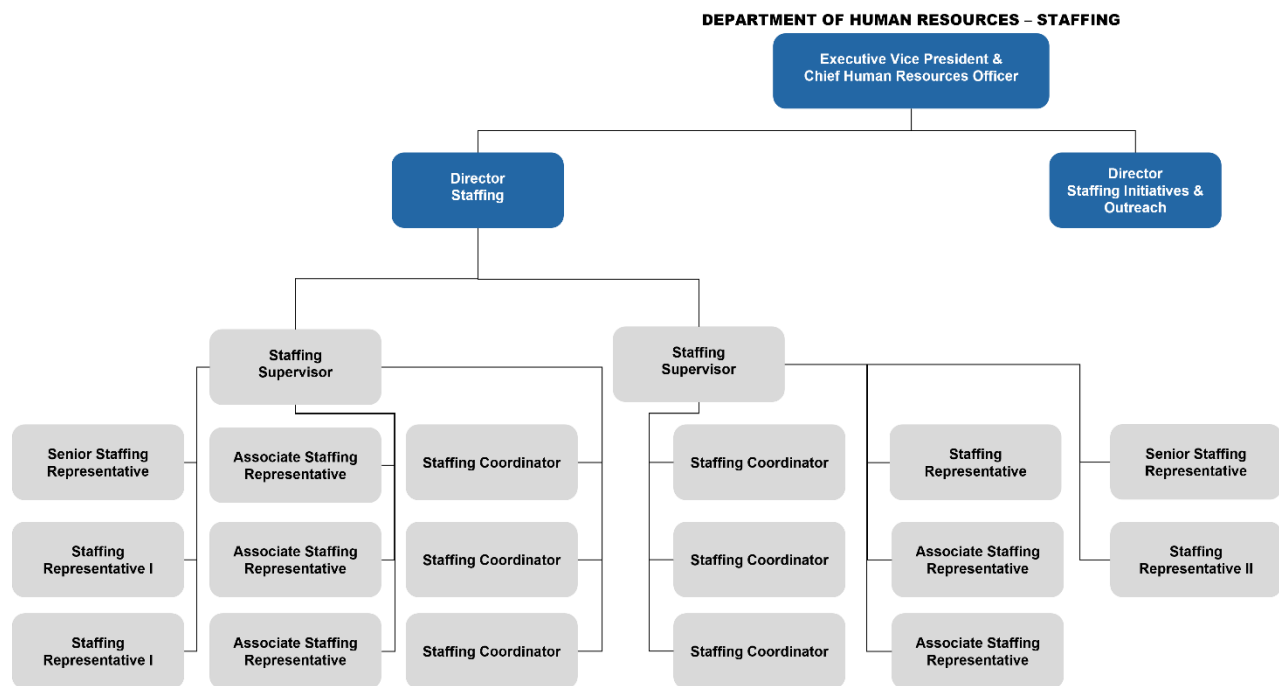 DEPARTMENT OF HUMAN RESOURCES – STAFFING
Executive Vice President &
Chief Human Resources Officer
Director
Staffing
Director
Staffing Initiatives &
Outreach
Staffing
Supervisor
Staffing
Supervisor
Senior Staffing
Representative
Associate Staffing
Representative
Staffing Coordinator
Staffing Coordinator
Staffing
Representative
Senior Staffing
Representative
Staffing
Representative I
Associate Staffing
Representative
Staffing Coordinator
Staffing Coordinator
Associate Staffing
Representative
Staffing
Representative II
Staffing
Representative I
Associate Staffing
Representative
Staffing Coordinator
Staffing Coordinator
Associate Staffing
Representative